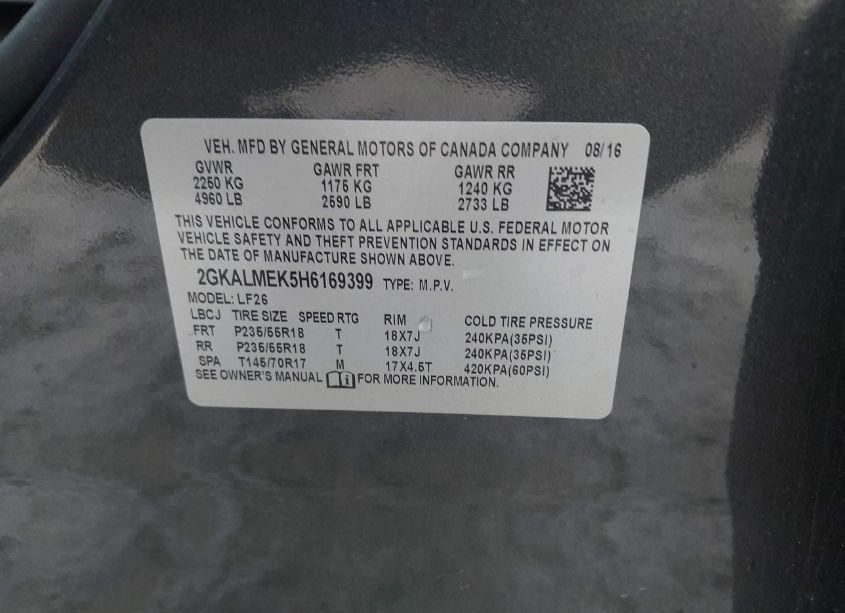 VEH. MFD BY GENERAL MOTORS OF CANADA COMPANY 08/16
GVWR GAWR FRT GAWR RR
2250 KG 1175 KG 1240 KG
4960 LB 2590 LB 2733 LB
THIS VEHICLE CONFORMS TO ALL APPLICABLE U.S. FEDERAL MOTOR
VEHICLE SAFETY AND THEFT PREVENTION STANDARDS IN EFFECT ON
THE DATE OF MANUFACTURE SHOWN ABOVE.
2GKALMEK5H6169399 TYPE: M.P.V.
MODEL: LF26
LBCJ TIRE SIZE SPEED RTG RIM COLD TIRE PRESSURE
FRT P235/55R18 T 18X7J 240KPA(35PSI)
RR P235/55R18 T 18X7J 240KPA(35PSI)
SPA T145/70R17 M 17X4.5T 420KPA(60PSI)
SEE OWNER'S MANUAL FOR MORE INFORMATION.